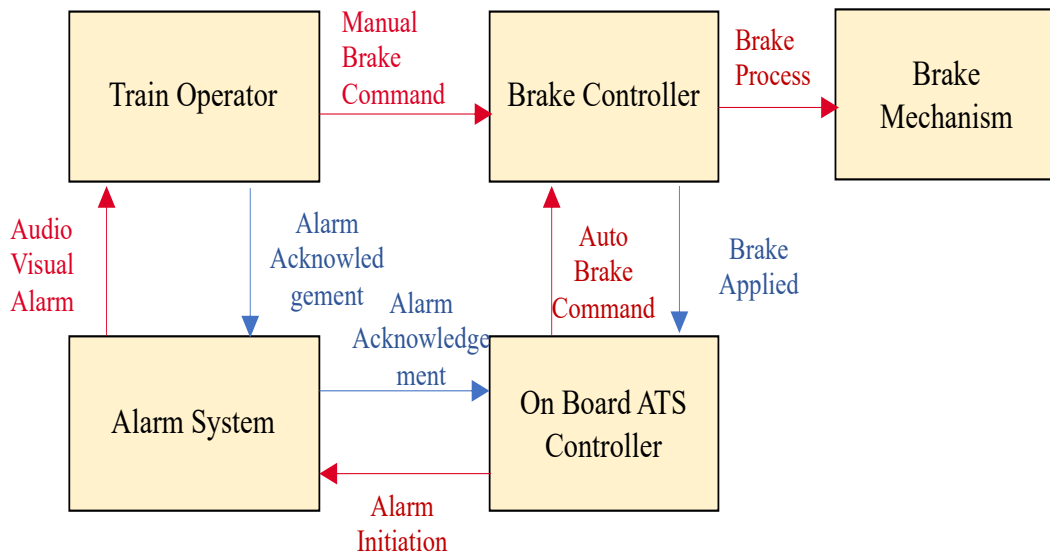 Train Operator
Manual
Brake
Command
Brake Controller
Brake
Process
Brake
Mechanism
Audio
Visual
Alarm
Alarm
Acknowled
gement
Alarm
Acknowledge
ment
Auto
Brake
Command
Brake
Applied
Alarm System
On Board ATS
Controller
Alarm
Initiation